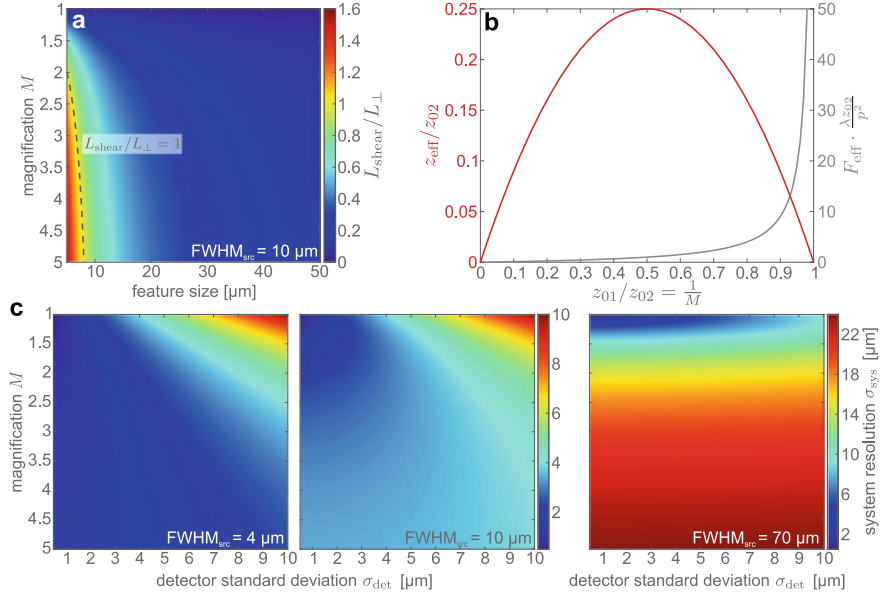 a
1
1.5
2
2.5
3
3.5
4
4.5
5
magnification M
L_shear/L_⊥ = 1
FWHM_src = 10 µm
10 20 30 40 50
feature size [µm]
1.6
1.4
1.2
1
0.8
0.6
0.4
0.2
0
L_shear/L_⊥
b
0.25
0.2
0.15
0.1
0.05
0
z_eff/z_02
50
40
30
20
10
0
F_eff · λz_02/p²
0 0.1 0.2 0.3 0.4 0.5 0.6 0.7 0.8 0.9 1
z_01/z_02 = 1/M
c
1
1.5
2
2.5
3
3.5
4
4.5
5
magnification M
FWHM_src = 4 µm
1 2 3 4 5 6 7 8 9 10
FWHM_src = 10 µm
1 2 3 4 5 6 7 8 9 10
detector standard deviation σ_det [µm]
10
8
6
4
2
FWHM_src = 70 µm
1 2 3 4 5 6 7 8 9 10
detector standard deviation σ_det [µm]
22
18
14
10
6
2
system resolution σ_sys [µm]